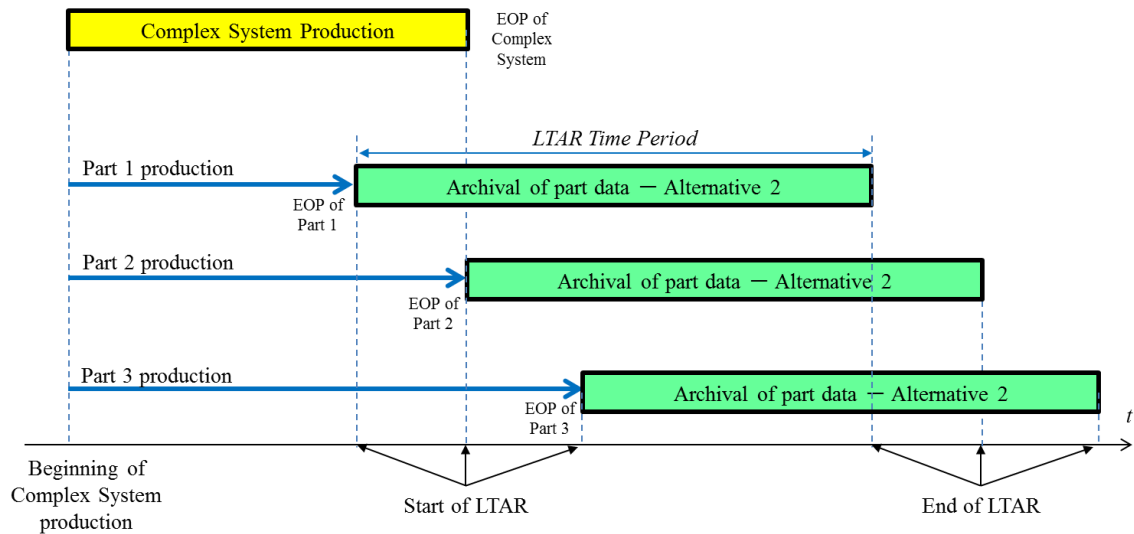 Complex System Production
EOP of
Complex
System
LTAR Time Period
Part 1 production
Archival of part data － Alternative 2
EOP of
Part 1
Part 2 production
Archival of part data － Alternative 2
EOP of
Part 2
Part 3 production
Archival of part data － Alternative 2
EOP of
Part 3
t
Beginning of
Complex System
production
Start of LTAR
End of LTAR